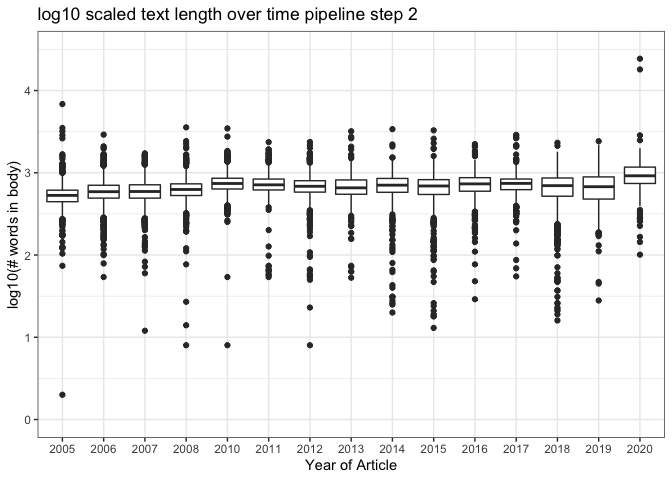 log10 scaled text length over time pipeline step 2
log10(# words in body)
4
3
2
1
0
2005 2006 2007 2008 2010 2011 2012 2013 2014 2015 2016 2017 2018 2019 2020
Year of Article